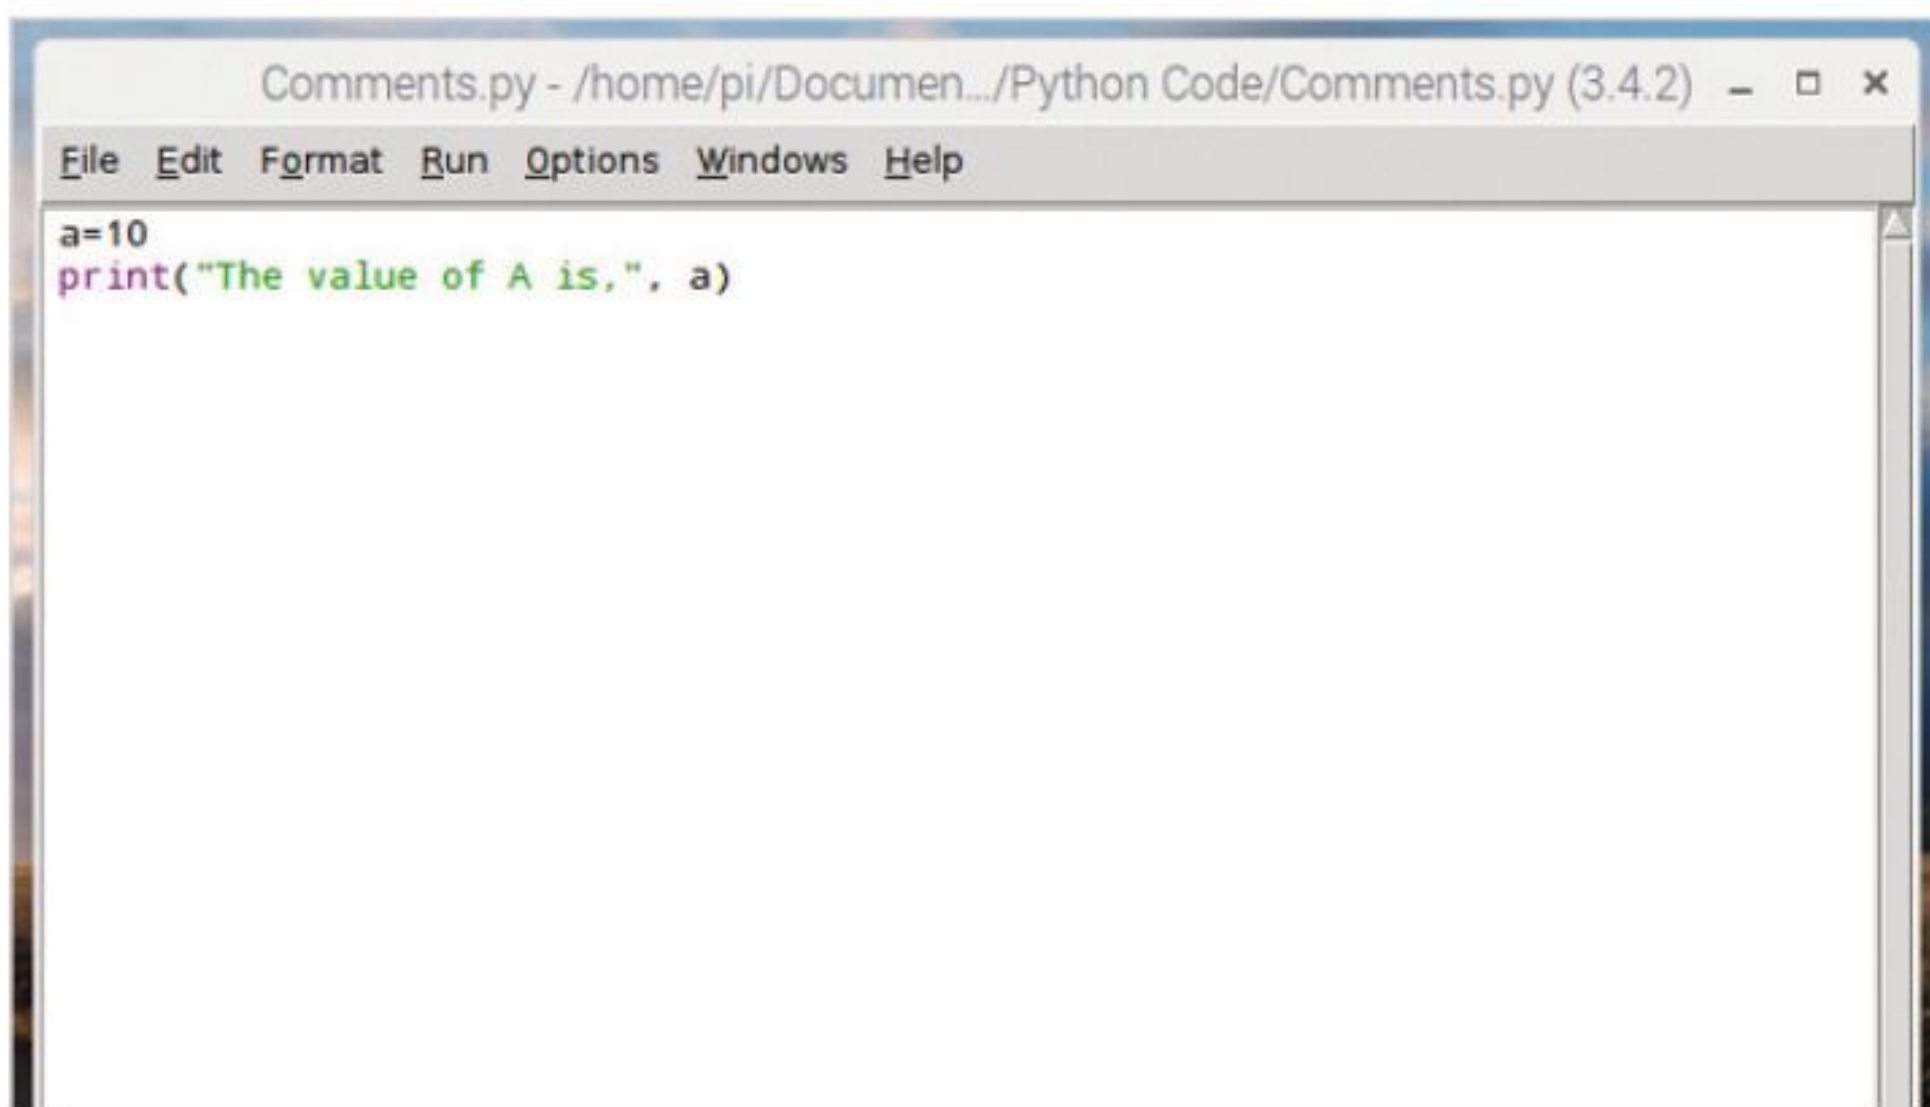 Comments.py - /home/pi/Documen.../Python Code/Comments.py (3.4.2)
File Edit Format Run Options Windows Help
a=10
print("The value of A is,", a)